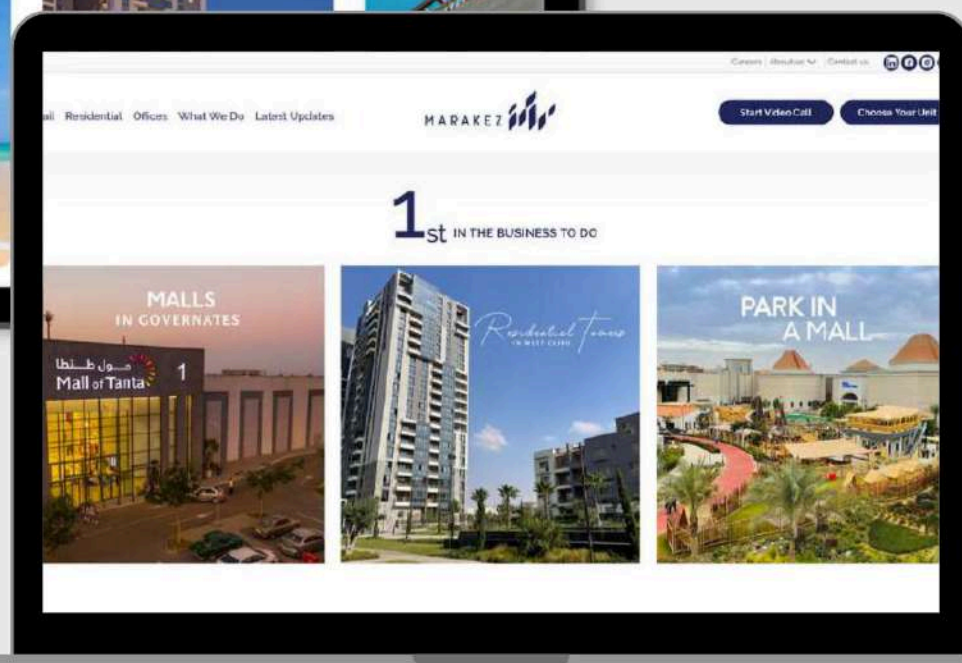 Careers
About us
Contact us
Residential Offices What We Do Latest Updates
MARAKEZ
Start Video Call
Choose Your Unit
1st IN THE BUSINESS TO DO
MALLS
IN GOVERNATES
مول طنطا
Mall of Tanta
1
Residential Towers
IN WEST CAIRO
PARK IN
A MALL